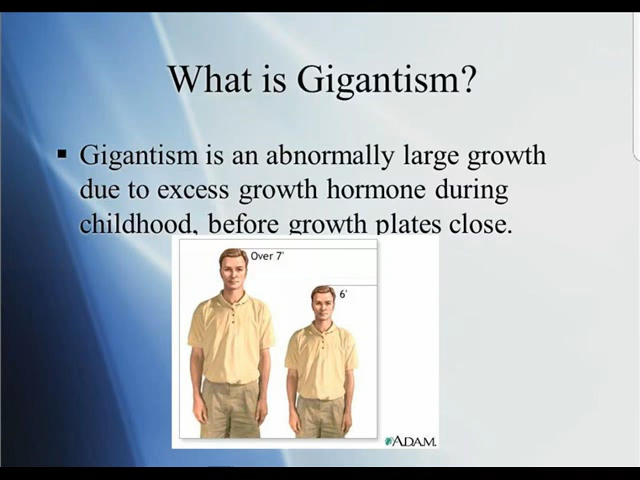 What is Gigantism?
▪ Gigantism is an abnormally large growth
due to excess growth hormone during
childhood, before growth plates close.
Over 7'
6'
ADAM.